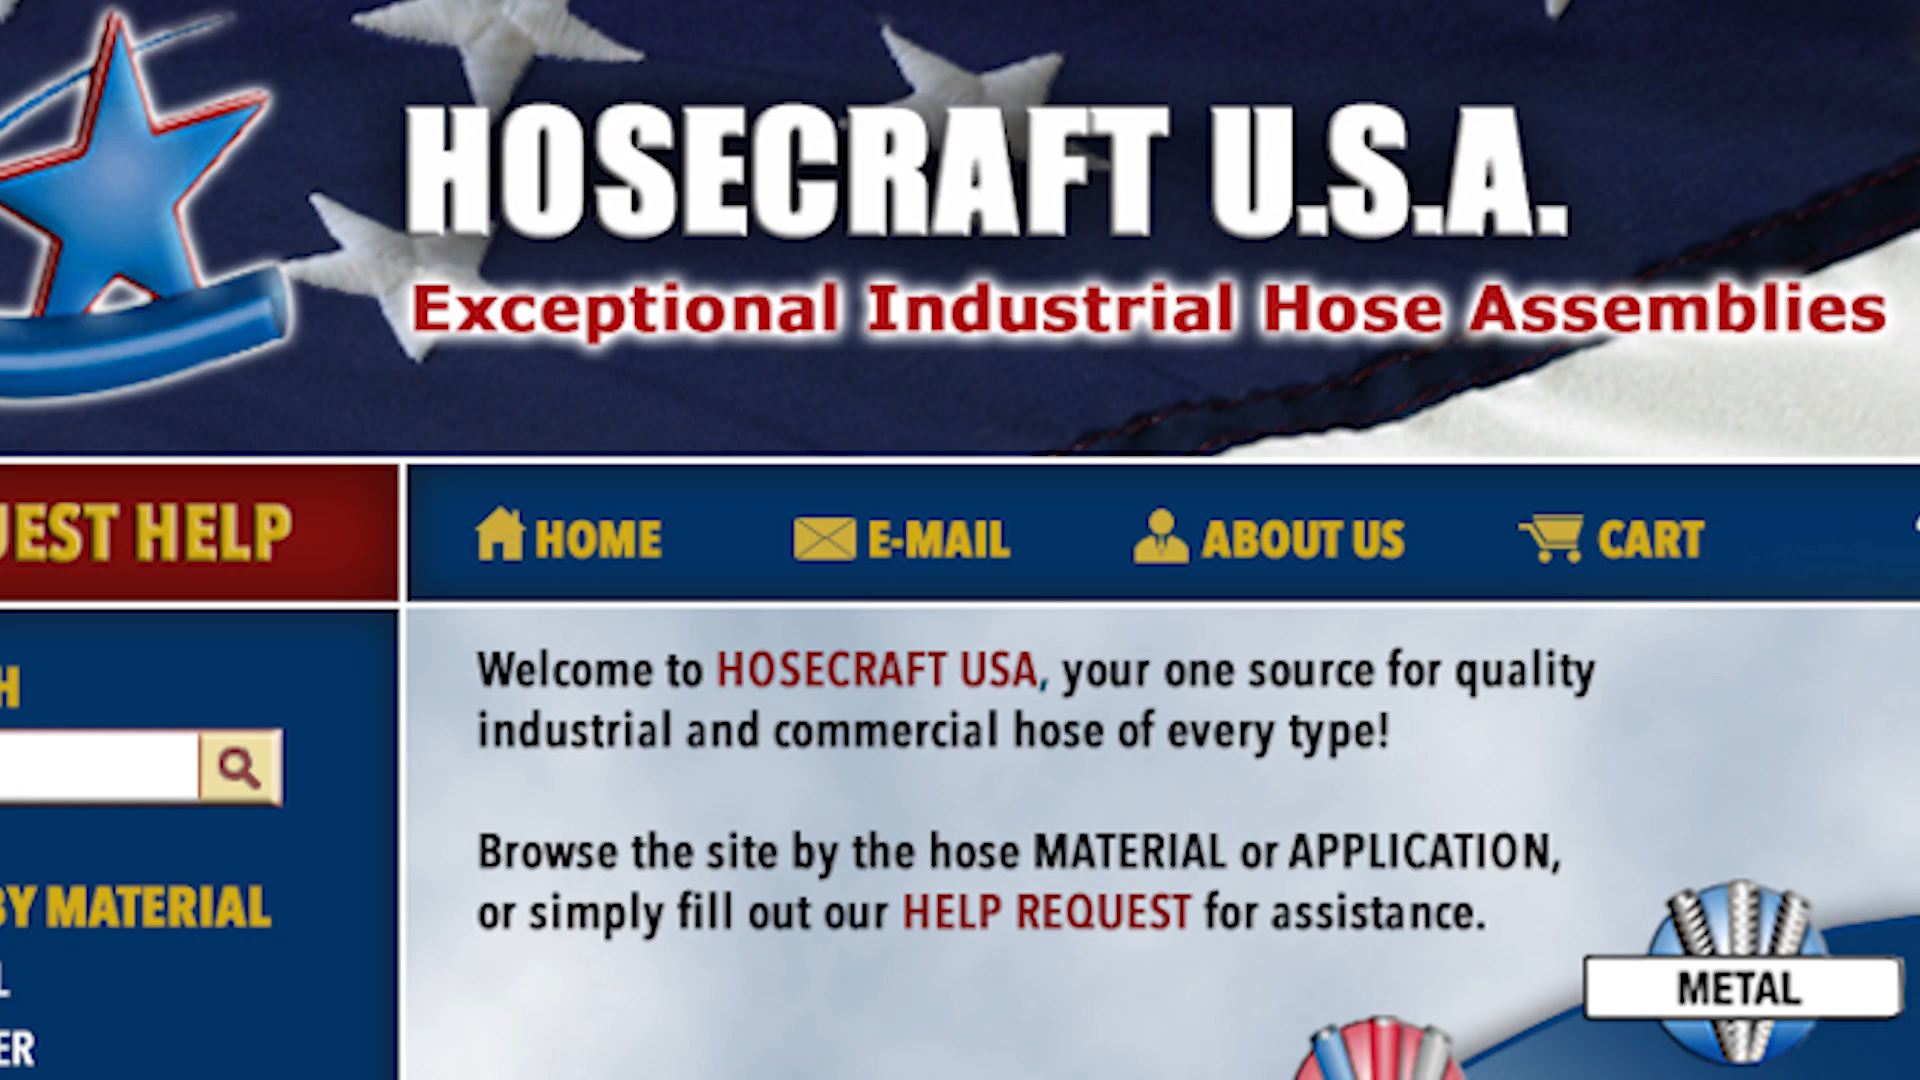 HOSECRAFT U.S.A.
Exceptional Industrial Hose Assemblies
HELP
HOME E-MAIL ABOUT US CART
Welcome to HOSECRAFT USA, your one source for quality
industrial and commercial hose of every type!
Browse the site by the hose MATERIAL or APPLICATION,
or simply fill out our HELP REQUEST for assistance.
BY MATERIAL
METAL